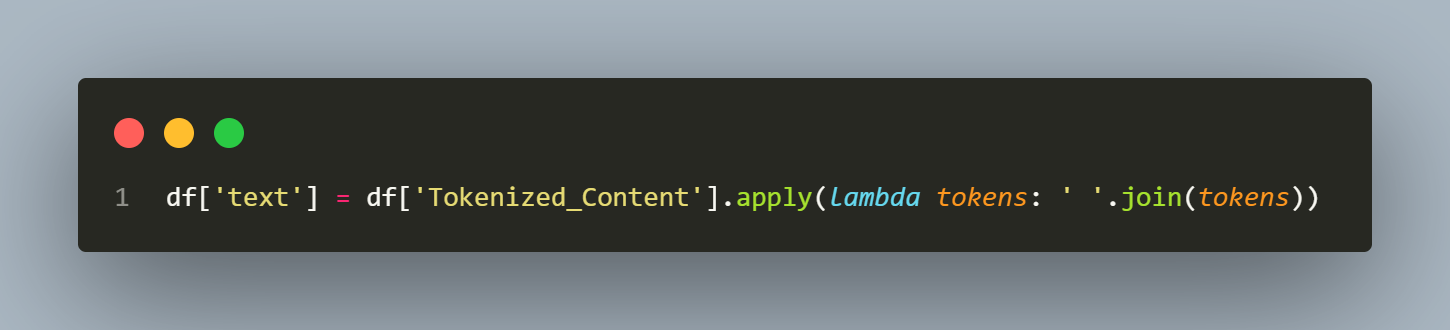 1 df['text'] = df['Tokenized_Content'].apply(lambda tokens: ' '.join(tokens))